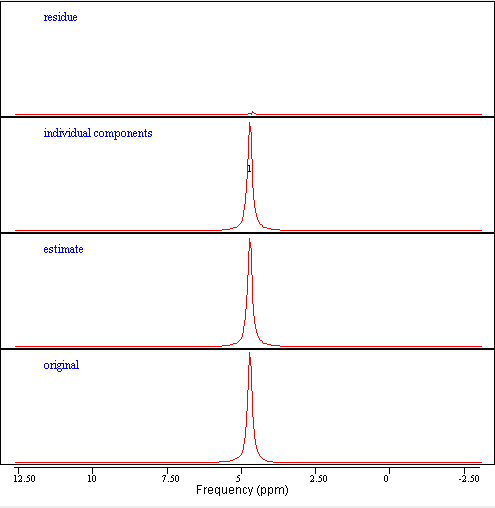 residue
individual components
1
estimate
original
12.50 10 7.50 5 2.50 0 -2.50
Frequency (ppm)